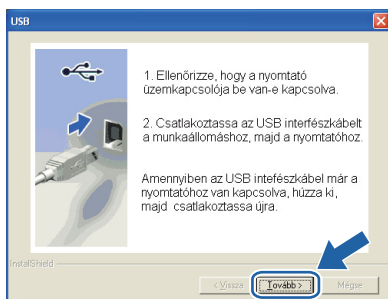 USB
1. Ellenőrizze, hogy a nyomtató
üzemkapcsolója be van-e kapcsolva.
2. Csatlakoztassa az USB interfészkábelt
a munkaállomáshoz, majd a nyomtatóhoz.
Amennyiben az USB intefészkábel már a
nyomtatóhoz van kapcsolva, húzza ki,
majd csatlakoztassa újra.
InstallShield
< Vissza Tovább > Mégse